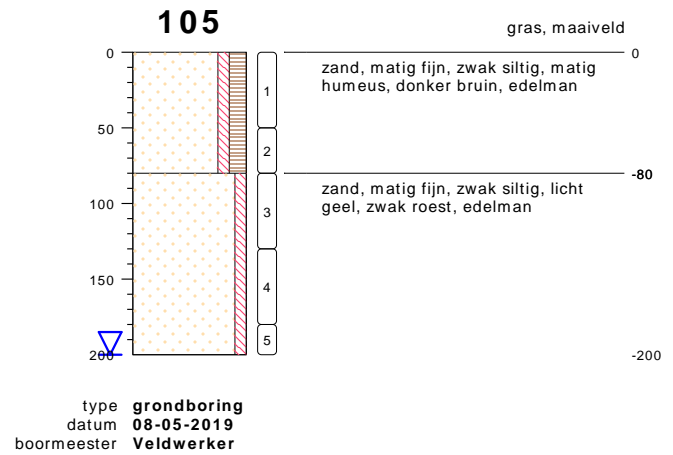 105
gras, maaiveld
0
0
zand, matig fijn, zwak siltig, matig
humeus, donker bruin, edelman
1
50
2
-80
zand, matig fijn, zwak siltig, licht
geel, zwak roest, edelman
100
3
150
4
5
200
-200
type grondboring
datum 08-05-2019
boormeester Veldwerker